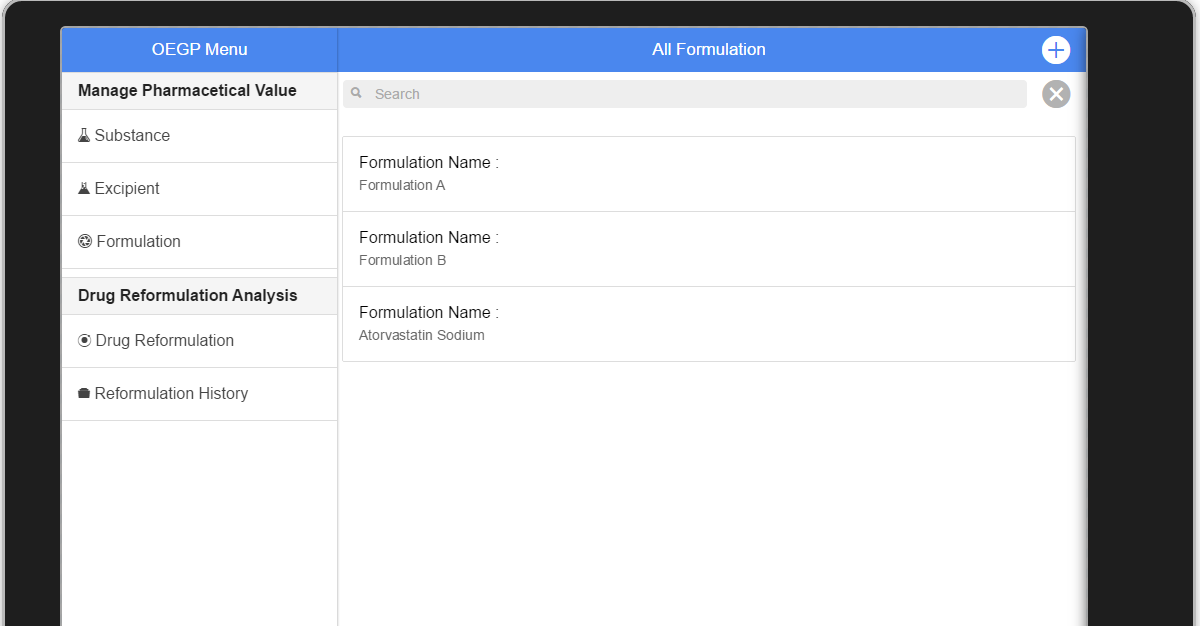 OEGP Menu
All Formulation
Manage Pharmacetical Value
Substance
Excipient
Formulation
Drug Reformulation Analysis
Drug Reformulation
Reformulation History
Search
Formulation Name :
Formulation A
Formulation Name :
Formulation B
Formulation Name :
Atorvastatin Sodium